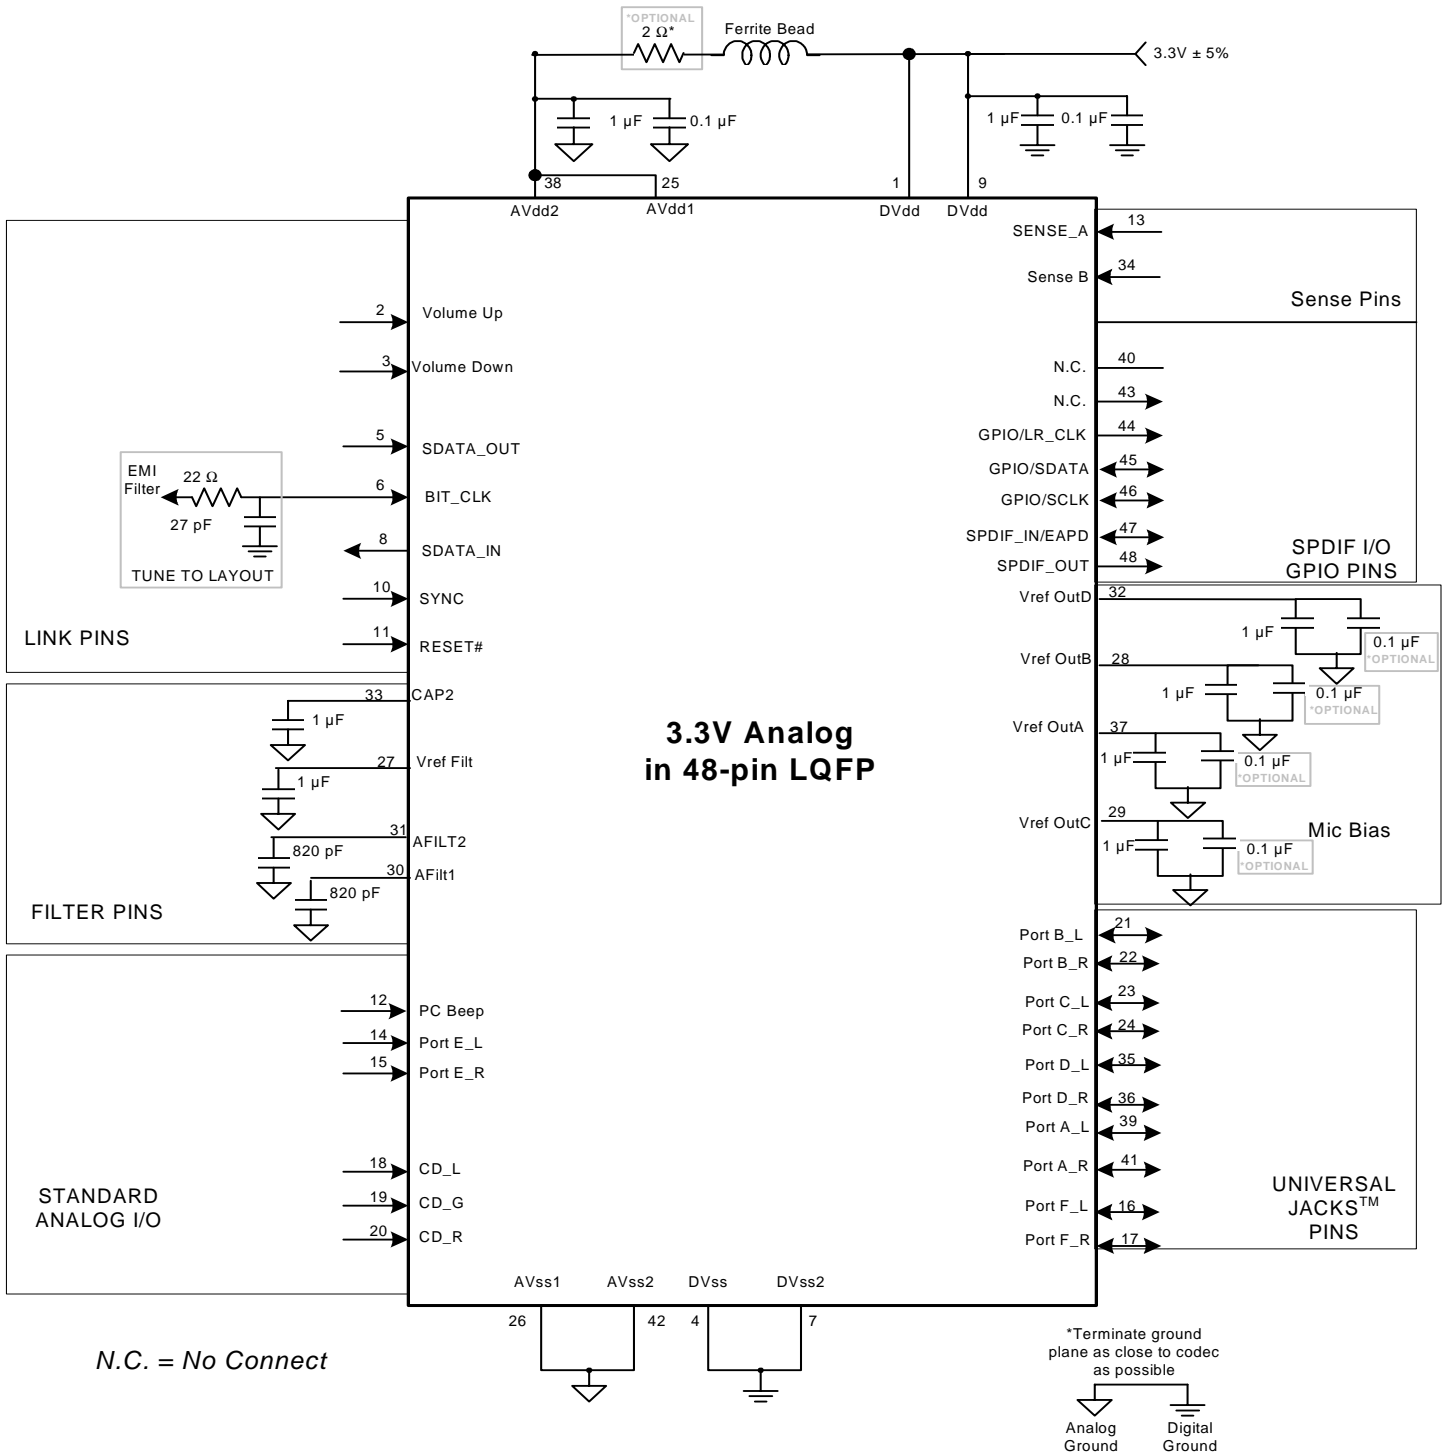 *OPTIONAL
2 Ω*
Ferrite Bead
3.3V ± 5%
1 µF
0.1 µF
1 µF
0.1 µF
38
25
1
9
AVdd2
AVdd1
DVdd
DVdd
2
Volume Up
3
Volume Down
5
SDATA_OUT
EMI
Filter
22 Ω
27 pF
TUNE TO LAYOUT
6
BIT_CLK
8
SDATA_IN
10
SYNC
11
RESET#
LINK PINS
33
CAP2
1 µF
27
Vref Filt
1 µF
31
AFILT2
820 pF
30
AFilt1
820 pF
FILTER PINS
12
PC Beep
14
Port E_L
15
Port E_R
18
CD_L
19
CD_G
20
CD_R
STANDARD
ANALOG I/O
3.3V Analog
in 48-pin LQFP
SENSE_A
13
Sense B
34
Sense Pins
N.C.
40
N.C.
43
GPIO/LR_CLK
44
GPIO/SDATA
45
GPIO/SCLK
46
SPDIF_IN/EAPD
47
SPDIF_OUT
48
SPDIF I/O
GPIO PINS
Vref OutD
32
1 µF
0.1 µF
*OPTIONAL
Vref OutB
28
1 µF
0.1 µF
*OPTIONAL
Vref OutA
37
1 µF
0.1 µF
*OPTIONAL
Vref OutC
29
1 µF
0.1 µF
*OPTIONAL
Mic Bias
Port B_L
21
Port B_R
22
Port C_L
23
Port C_R
24
Port D_L
35
Port D_R
36
Port A_L
39
Port A_R
41
Port F_L
16
Port F_R
17
UNIVERSAL
JACKS™
PINS
AVss1
AVss2
DVss
DVss2
26
42
4
7
N.C. = No Connect
*Terminate ground
plane as close to codec
as possible
Analog
Ground
Digital
Ground